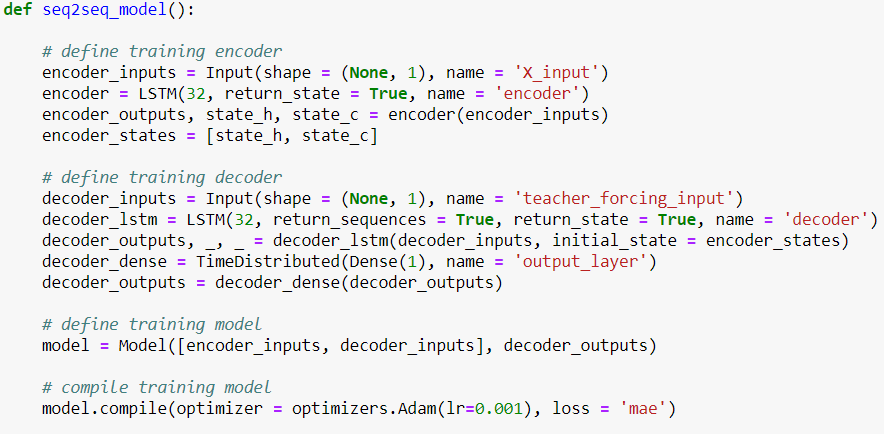 def seq2seq_model():
# define training encoder
encoder_inputs = Input(shape = (None, 1), name = 'X_input')
encoder = LSTM(32, return_state = True, name = 'encoder')
encoder_outputs, state_h, state_c = encoder(encoder_inputs)
encoder_states = [state_h, state_c]
# define training decoder
decoder_inputs = Input(shape = (None, 1), name = 'teacher_forcing_input')
decoder_lstm = LSTM(32, return_sequences = True, return_state = True, name = 'decoder')
decoder_outputs, _, _ = decoder_lstm(decoder_inputs, initial_state = encoder_states)
decoder_dense = TimeDistributed(Dense(1), name = 'output_layer')
decoder_outputs = decoder_dense(decoder_outputs)
# define training model
model = Model([encoder_inputs, decoder_inputs], decoder_outputs)
# compile training model
model.compile(optimizer = optimizers.Adam(lr=0.001), loss = 'mae')